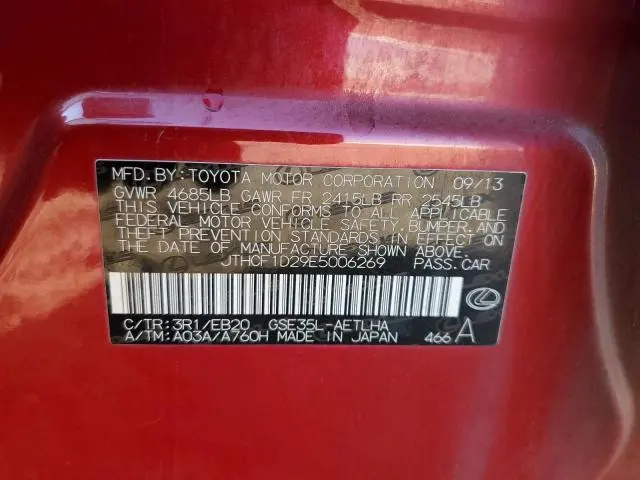 MFD. BY: TOYOTA MOTOR CORPORATION 09/13
GVWR 4685LB GAWR FR 2415LB RR 2545LB
THIS VEHICLE CONFORMS TO ALL APPLICABLE
FEDERAL MOTOR VEHICLE SAFETY, BUMPER, AND
THEFT PREVENTION STANDARDS IN EFFECT ON
THE DATE OF MANUFACTURE SHOWN ABOVE.
JTHCF1D29E5006269 PASS.CAR
C/TR:3R1/EB20 GSE35L-AETLHA
A/TM:A03A/A760H MADE IN JAPAN 466 A